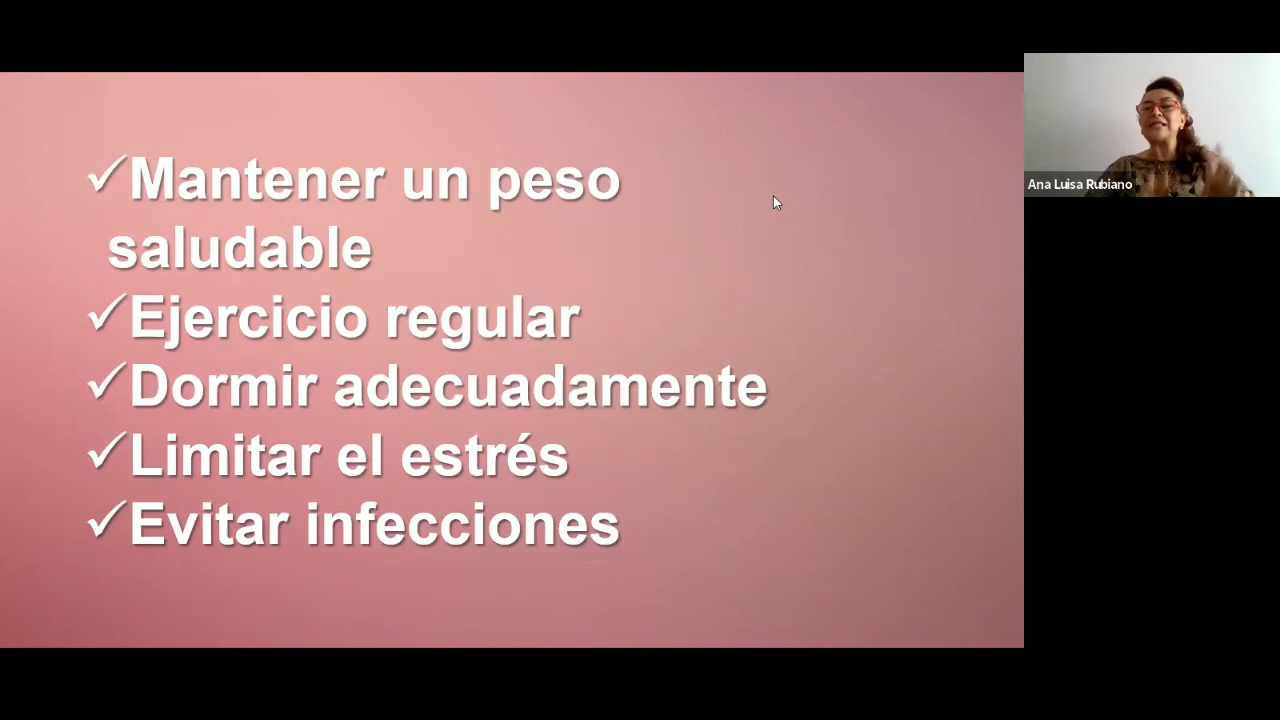 ✓Mantener un peso
saludable
✓Ejercicio regular
✓Dormir adecuadamente
✓Limitar el estrés
✓Evitar infecciones
Ana Luisa Rubiano